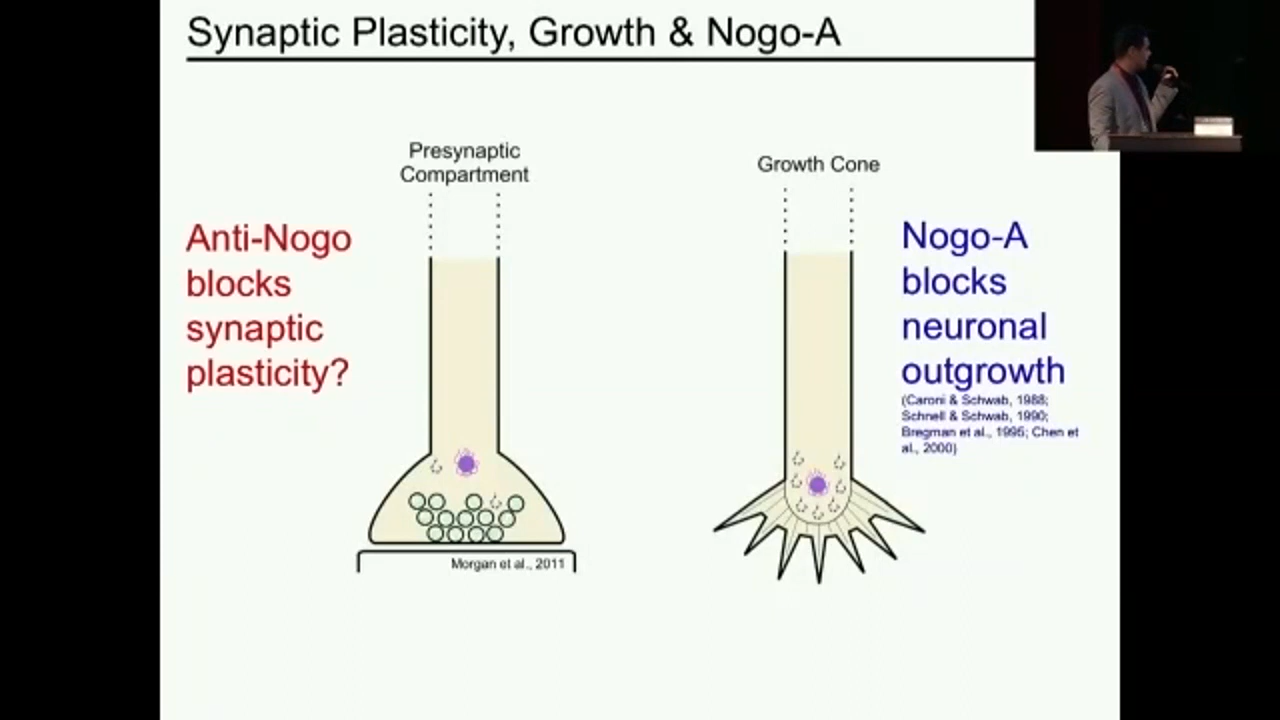 Synaptic Plasticity, Growth & Nogo-A
Presynaptic
Compartment
Growth Cone
Anti-Nogo
blocks
synaptic
plasticity?
Nogo-A
blocks
neuronal
outgrowth
(Caroni & Schwab, 1988;
Schnell & Schwab, 1990;
Bregman et al., 1995; Chen et
al., 2000)
Morgan et al., 2011